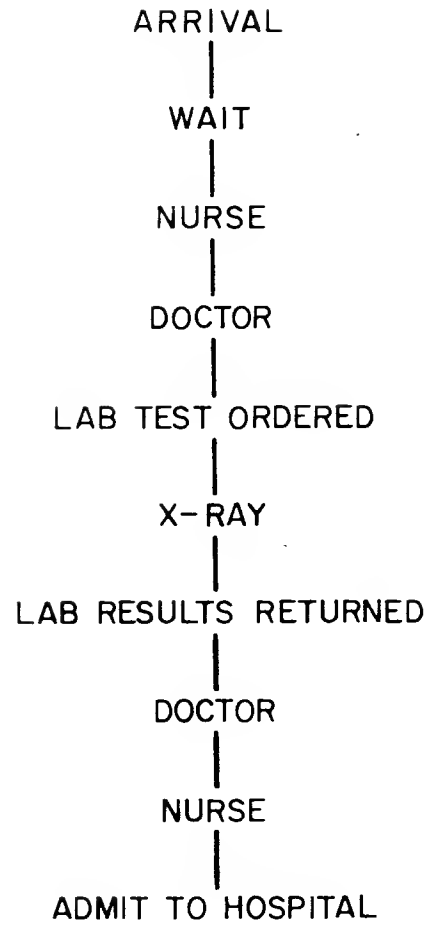 ARRIVAL
WAIT
NURSE
DOCTOR
LAB TEST ORDERED
X-RAY
LAB RESULTS RETURNED
DOCTOR
NURSE
ADMIT TO HOSPITAL